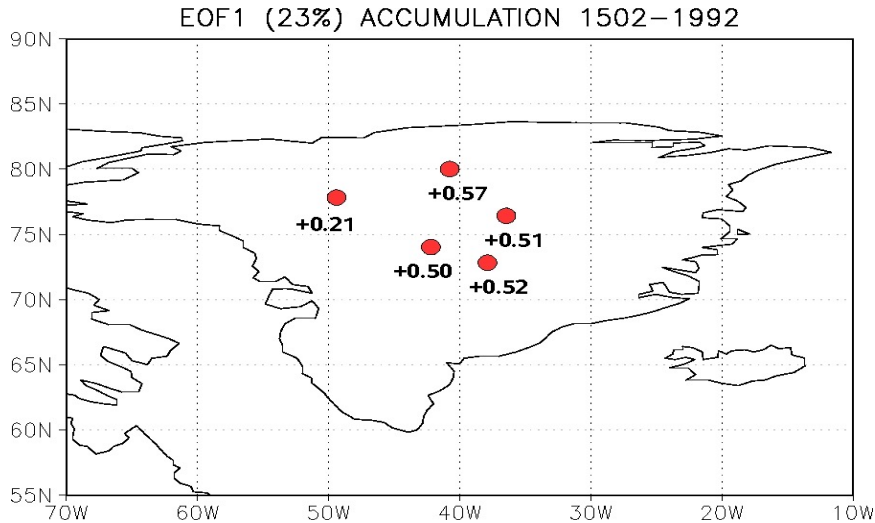 EOF1 (23%) ACCUMULATION 1502-1992
90N
85N
80N
+0.57
+0.21
75N
+0.51
+0.50
+0.52
70N
65N
60N
55N
70W 60W 50W 40W 30W 20W 10W